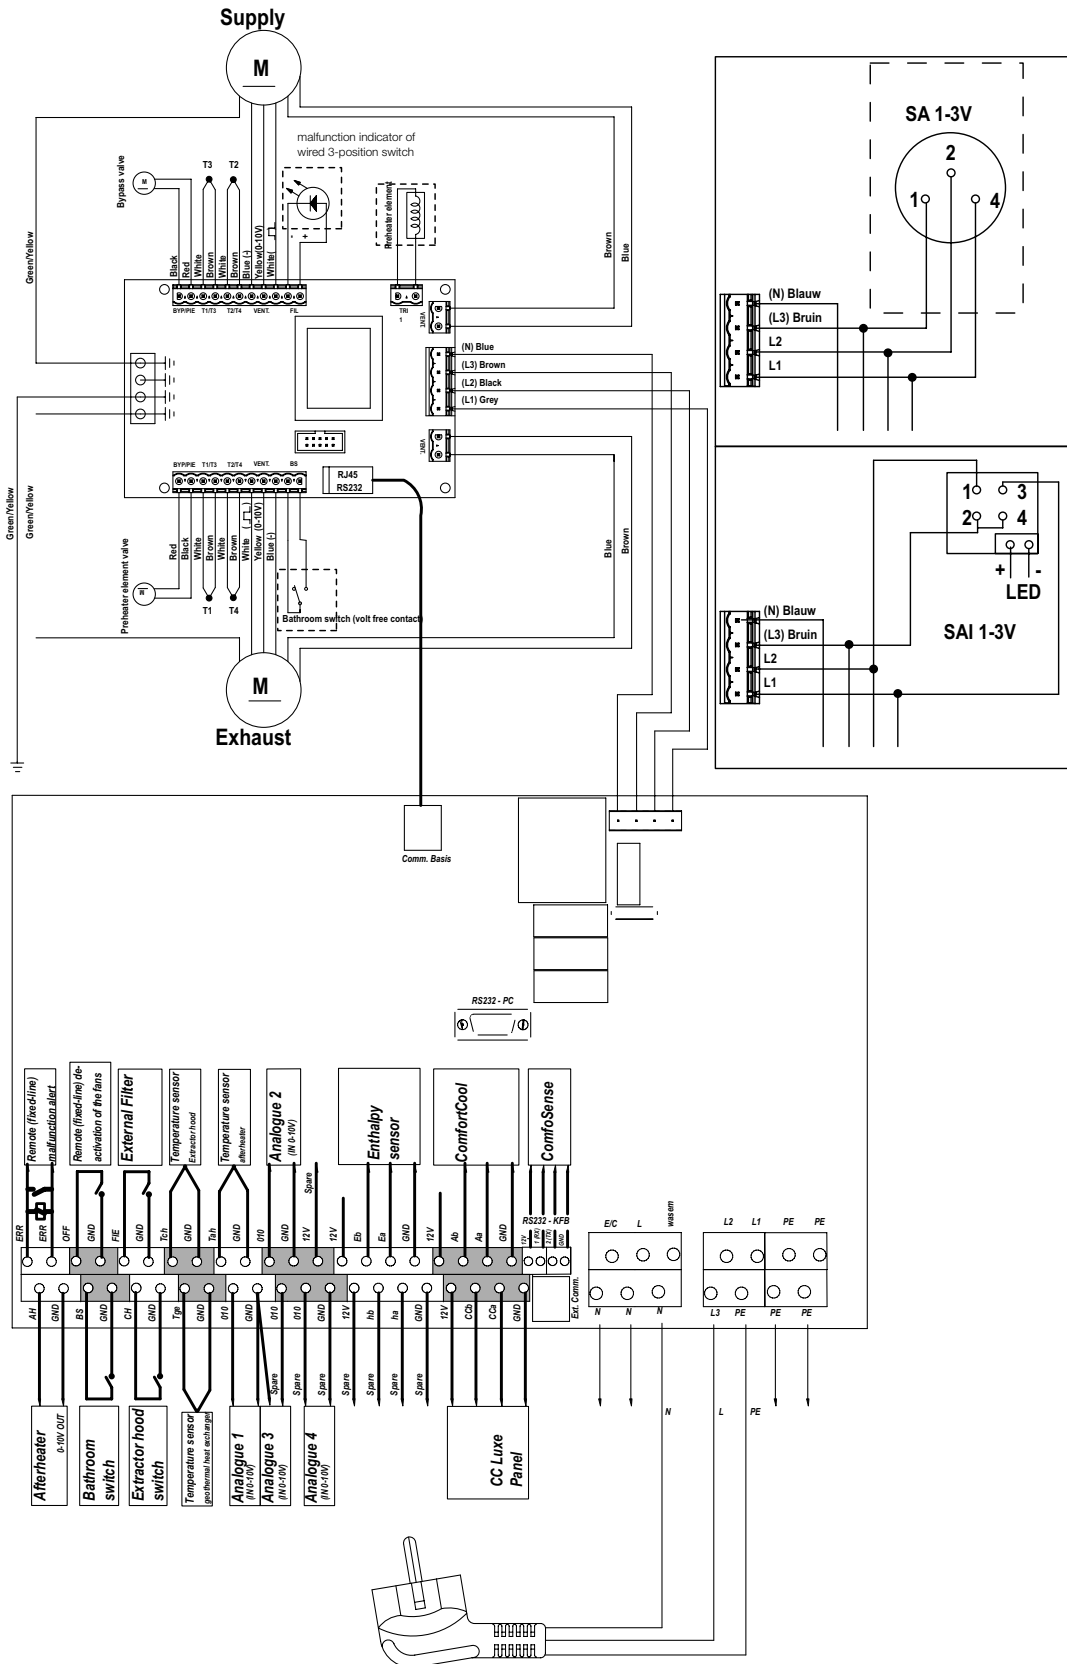 Supply
M
malfunction indicator of
wired 3-position switch
Bypass valve
M
T3
T2
Preheater element
Green/Yellow
Black
Red
White
Brown
White
Brown
Blue (-)
Yellow(0-10V)
White(
- +
Brown
Blue
BYP/PIE T1/T3 T2/T4 VENT. FIL
TRI
1
VENT.
(N) Blue
(L3) Brown
(L2) Black
(L1) Grey
VENT.
BYP/PIE T1/T3 T2/T4 VENT. BS
RJ45
RS232
Green/Yellow
Green/Yellow
Red
Black
White
Brown
White
Brown
White (
)
Yellow (0-10V)
Blue (-)
Blue
Brown
Preheater element valve
M
T1
T4
Bathroom switch (volt free contact)
M
Exhaust
SA 1-3V
2
1
4
(N) Blauw
(L3) Bruin
L2
L1
1 3
2 4
+ -
LED
SAI 1-3V
(N) Blauw
(L3) Bruin
L2
L1
Comm. Basis
RS232 - PC
Remote (fixed-line)
malfunction alert
Remote (fixed-line) de-
activation of the fans
External Filter
Temperature sensor
Extractor hood
Temperature sensor
afterheater
Analogue 2
(IN 0-10V)
Enthalpy
sensor
ComfortCool
ComfoSense
Spare
RS232 - KFB
ERR
ERR
OFF
GND
FIE
GND
Tch
GND
Tah
GND
010
GND
12V
12V
Eb
Ea
GND
12V
Ab
Aa
GND
12V
1 (RX)
2 (TX)
GND
E/C
L
wasem
L2
L1
PE
PE
AH
GND
BS
GND
CH
GND
Tge
GND
010
GND
010
010
GND
12V
hb
ha
GND
12V
CCb
CCa
GND
Ext. Comm.
N
N
N
L3
PE
PE
PE
Spare
Spare
Spare
Spare
Spare
Spare
Spare
N
L
PE
Afterheater
0-10V OUT
Bathroom
switch
Extractor hood
switch
Temperature sensor
geothermal heat exchanger
Analogue 1
(IN 0-10V)
Analogue 3
(IN 0-10V)
Analogue 4
(IN 0-10V)
CC Luxe
Panel